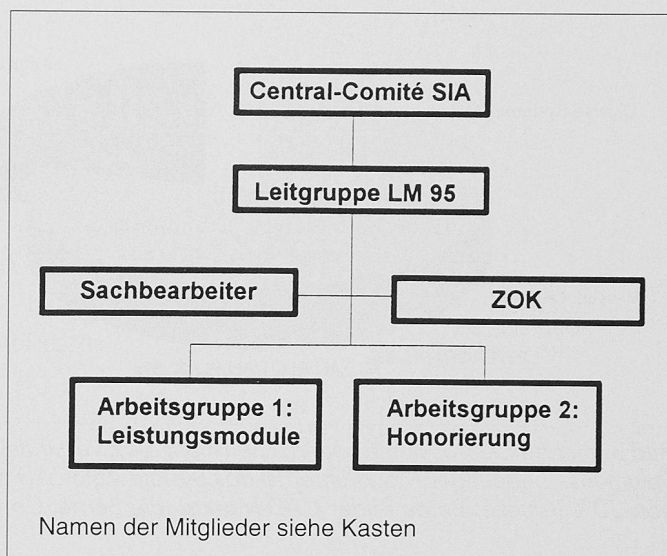 Central-Comité SIA
Leitgruppe LM 95
Sachbearbeiter
ZOK
Arbeitsgruppe 1:
Leistungsmodule
Arbeitsgruppe 2:
Honorierung
Namen der Mitglieder siehe Kasten